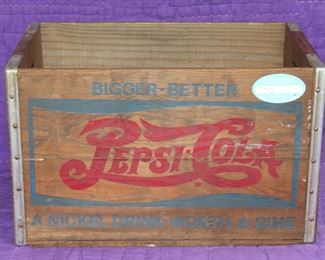 BIGGER-BETTER
PEPSI:COLA
A NICKEL DRINK-WORTH A DIME